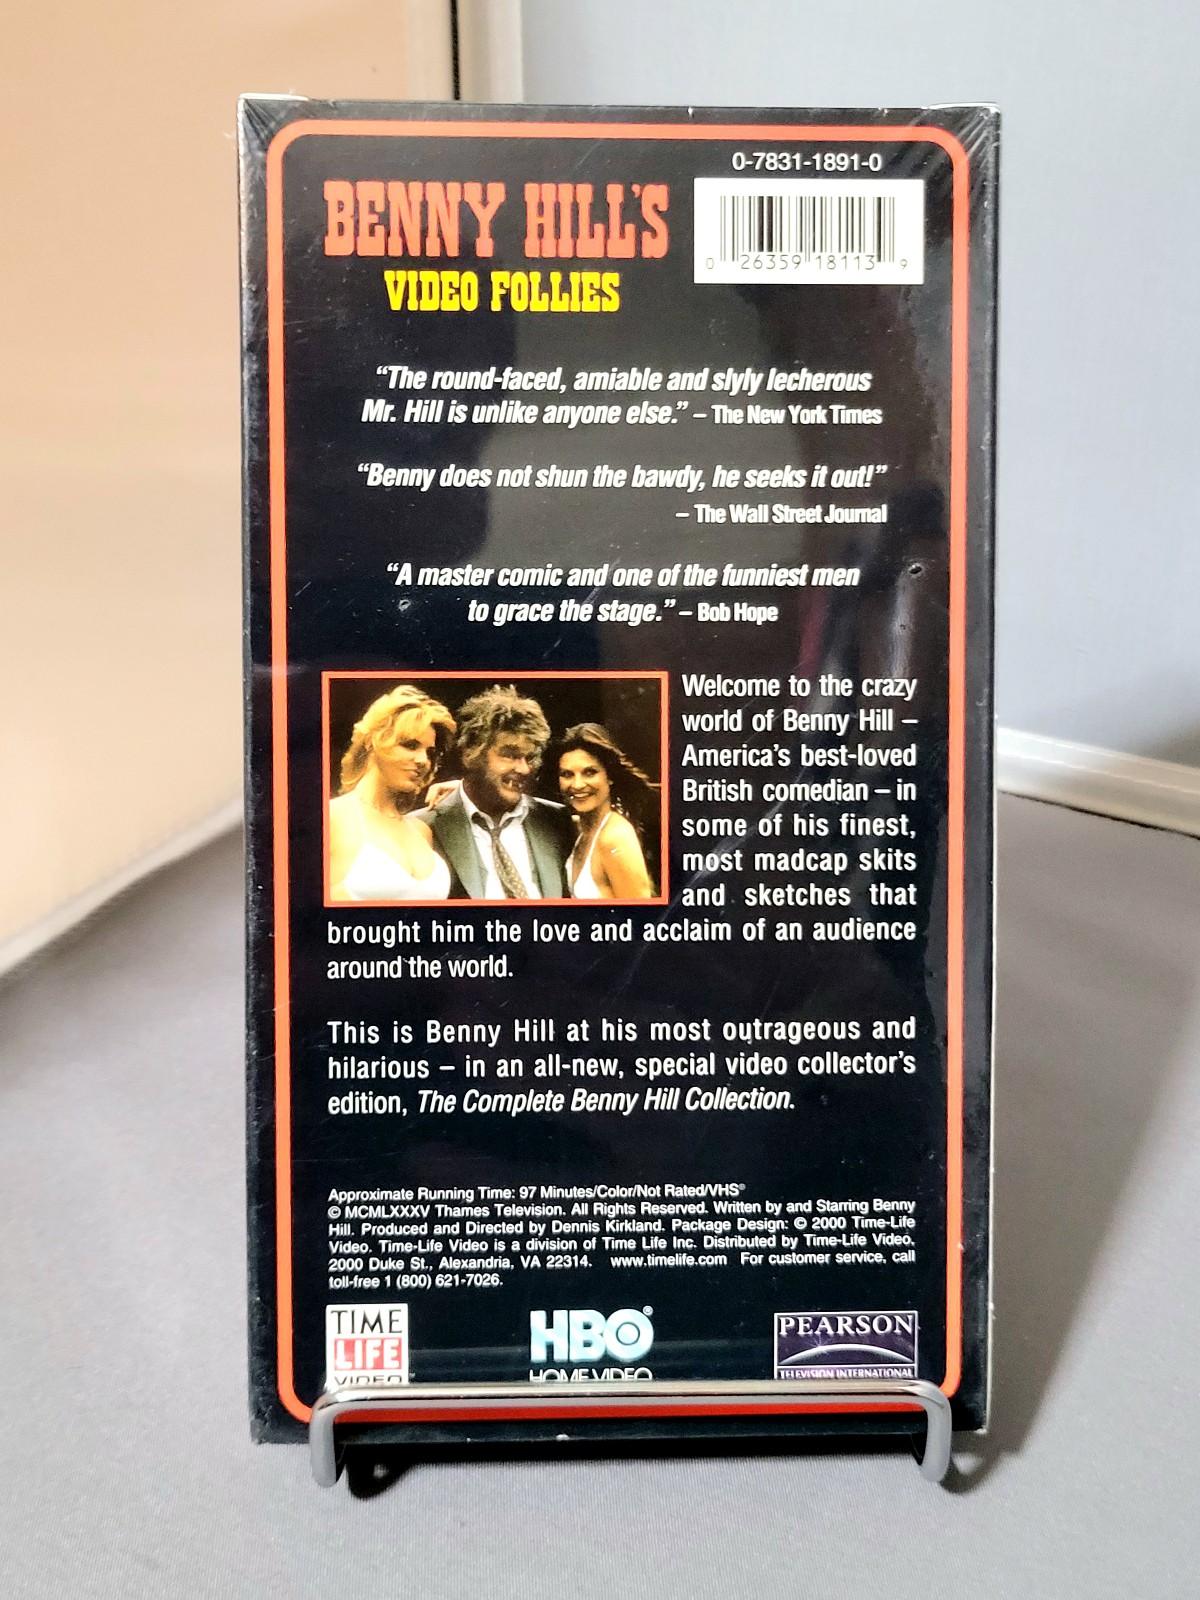 0-7831-1891-0
BENNY HILL'S
VIDEO FOLLIES
0 26359 18113 9
“The round-faced, amiable and slyly lecherous
Mr. Hill is unlike anyone else.” – The New York Times
“Benny does not shun the bawdy, he seeks it out!”
– The Wall Street Journal
“A master comic and one of the funniest men
to grace the stage.” – Bob Hope
Welcome to the crazy
world of Benny Hill –
America's best-loved
British comedian – in
some of his finest,
most madcap skits
and sketches that
brought him the love and acclaim of an audience
around the world.
This is Benny Hill at his most outrageous and
hilarious – in an all-new, special video collector's
edition, The Complete Benny Hill Collection.
Approximate Running Time: 97 Minutes/Color/Not Rated/VHS®
© MCMLXXXV Thames Television. All Rights Reserved. Written by and Starring Benny
Hill. Produced and Directed by Dennis Kirkland. Package Design: © 2000 Time-Life
Video. Time-Life Video is a division of Time Life Inc. Distributed by Time-Life Video,
2000 Duke St., Alexandria, VA 22314. www.timelife.com For customer service, call
toll-free 1 (800) 621-7026.
TIME
LIFE
VIDEO
HBO®
HOME VIDEO
PEARSON
TELEVISION INTERNATIONAL